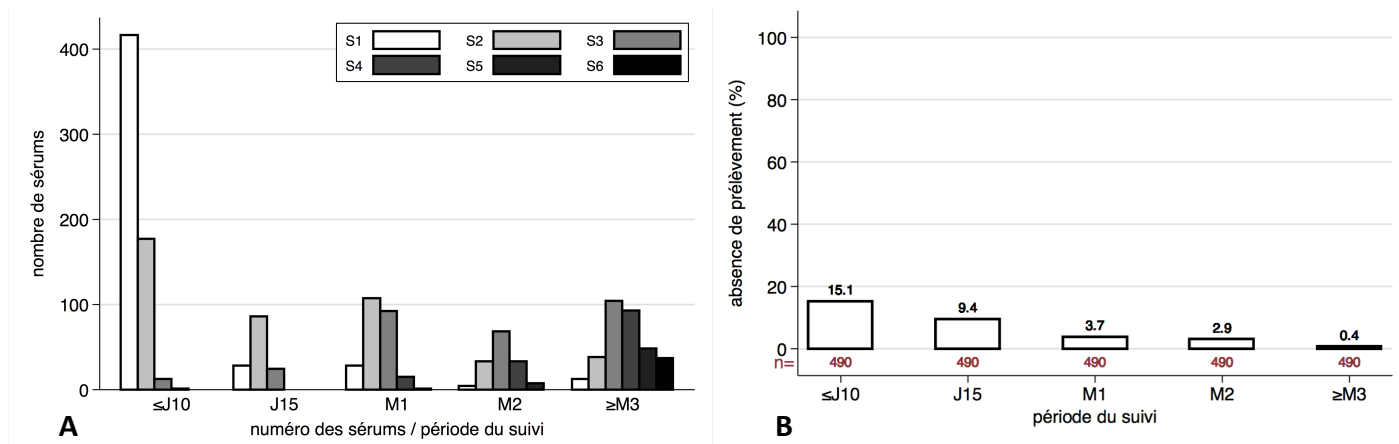 S1 S2 S3
S4 S5 S6
400
300
200
100
0
nombre de sérums
≤J10 J15 M1 M2 ≥M3
numéro des sérums / période du suivi
A
100
80
60
40
20
0
absence de prélèvement (%)
15.1 9.4 3.7 2.9 0.4
n= 490 490 490 490 490
≤J10 J15 M1 M2 ≥M3
période du suivi
B